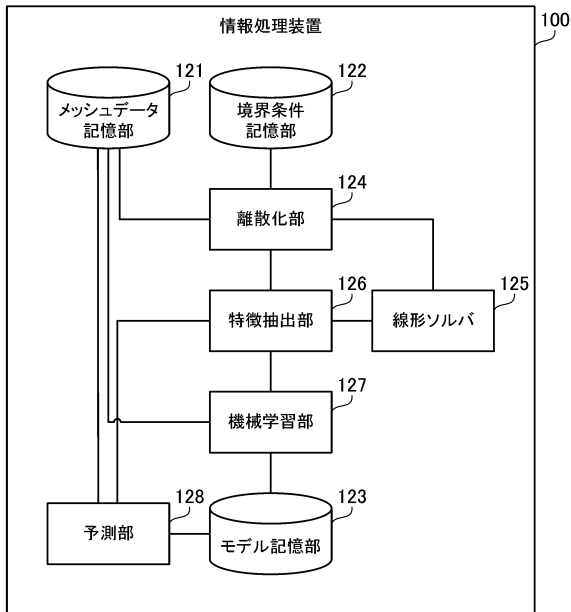 情報処理装置
100
121
メッシュデータ
記憶部
122
境界条件
記憶部
124
離散化部
126
特徴抽出部
125
線形ソルバ
127
機械学習部
128
予測部
123
モデル記憶部